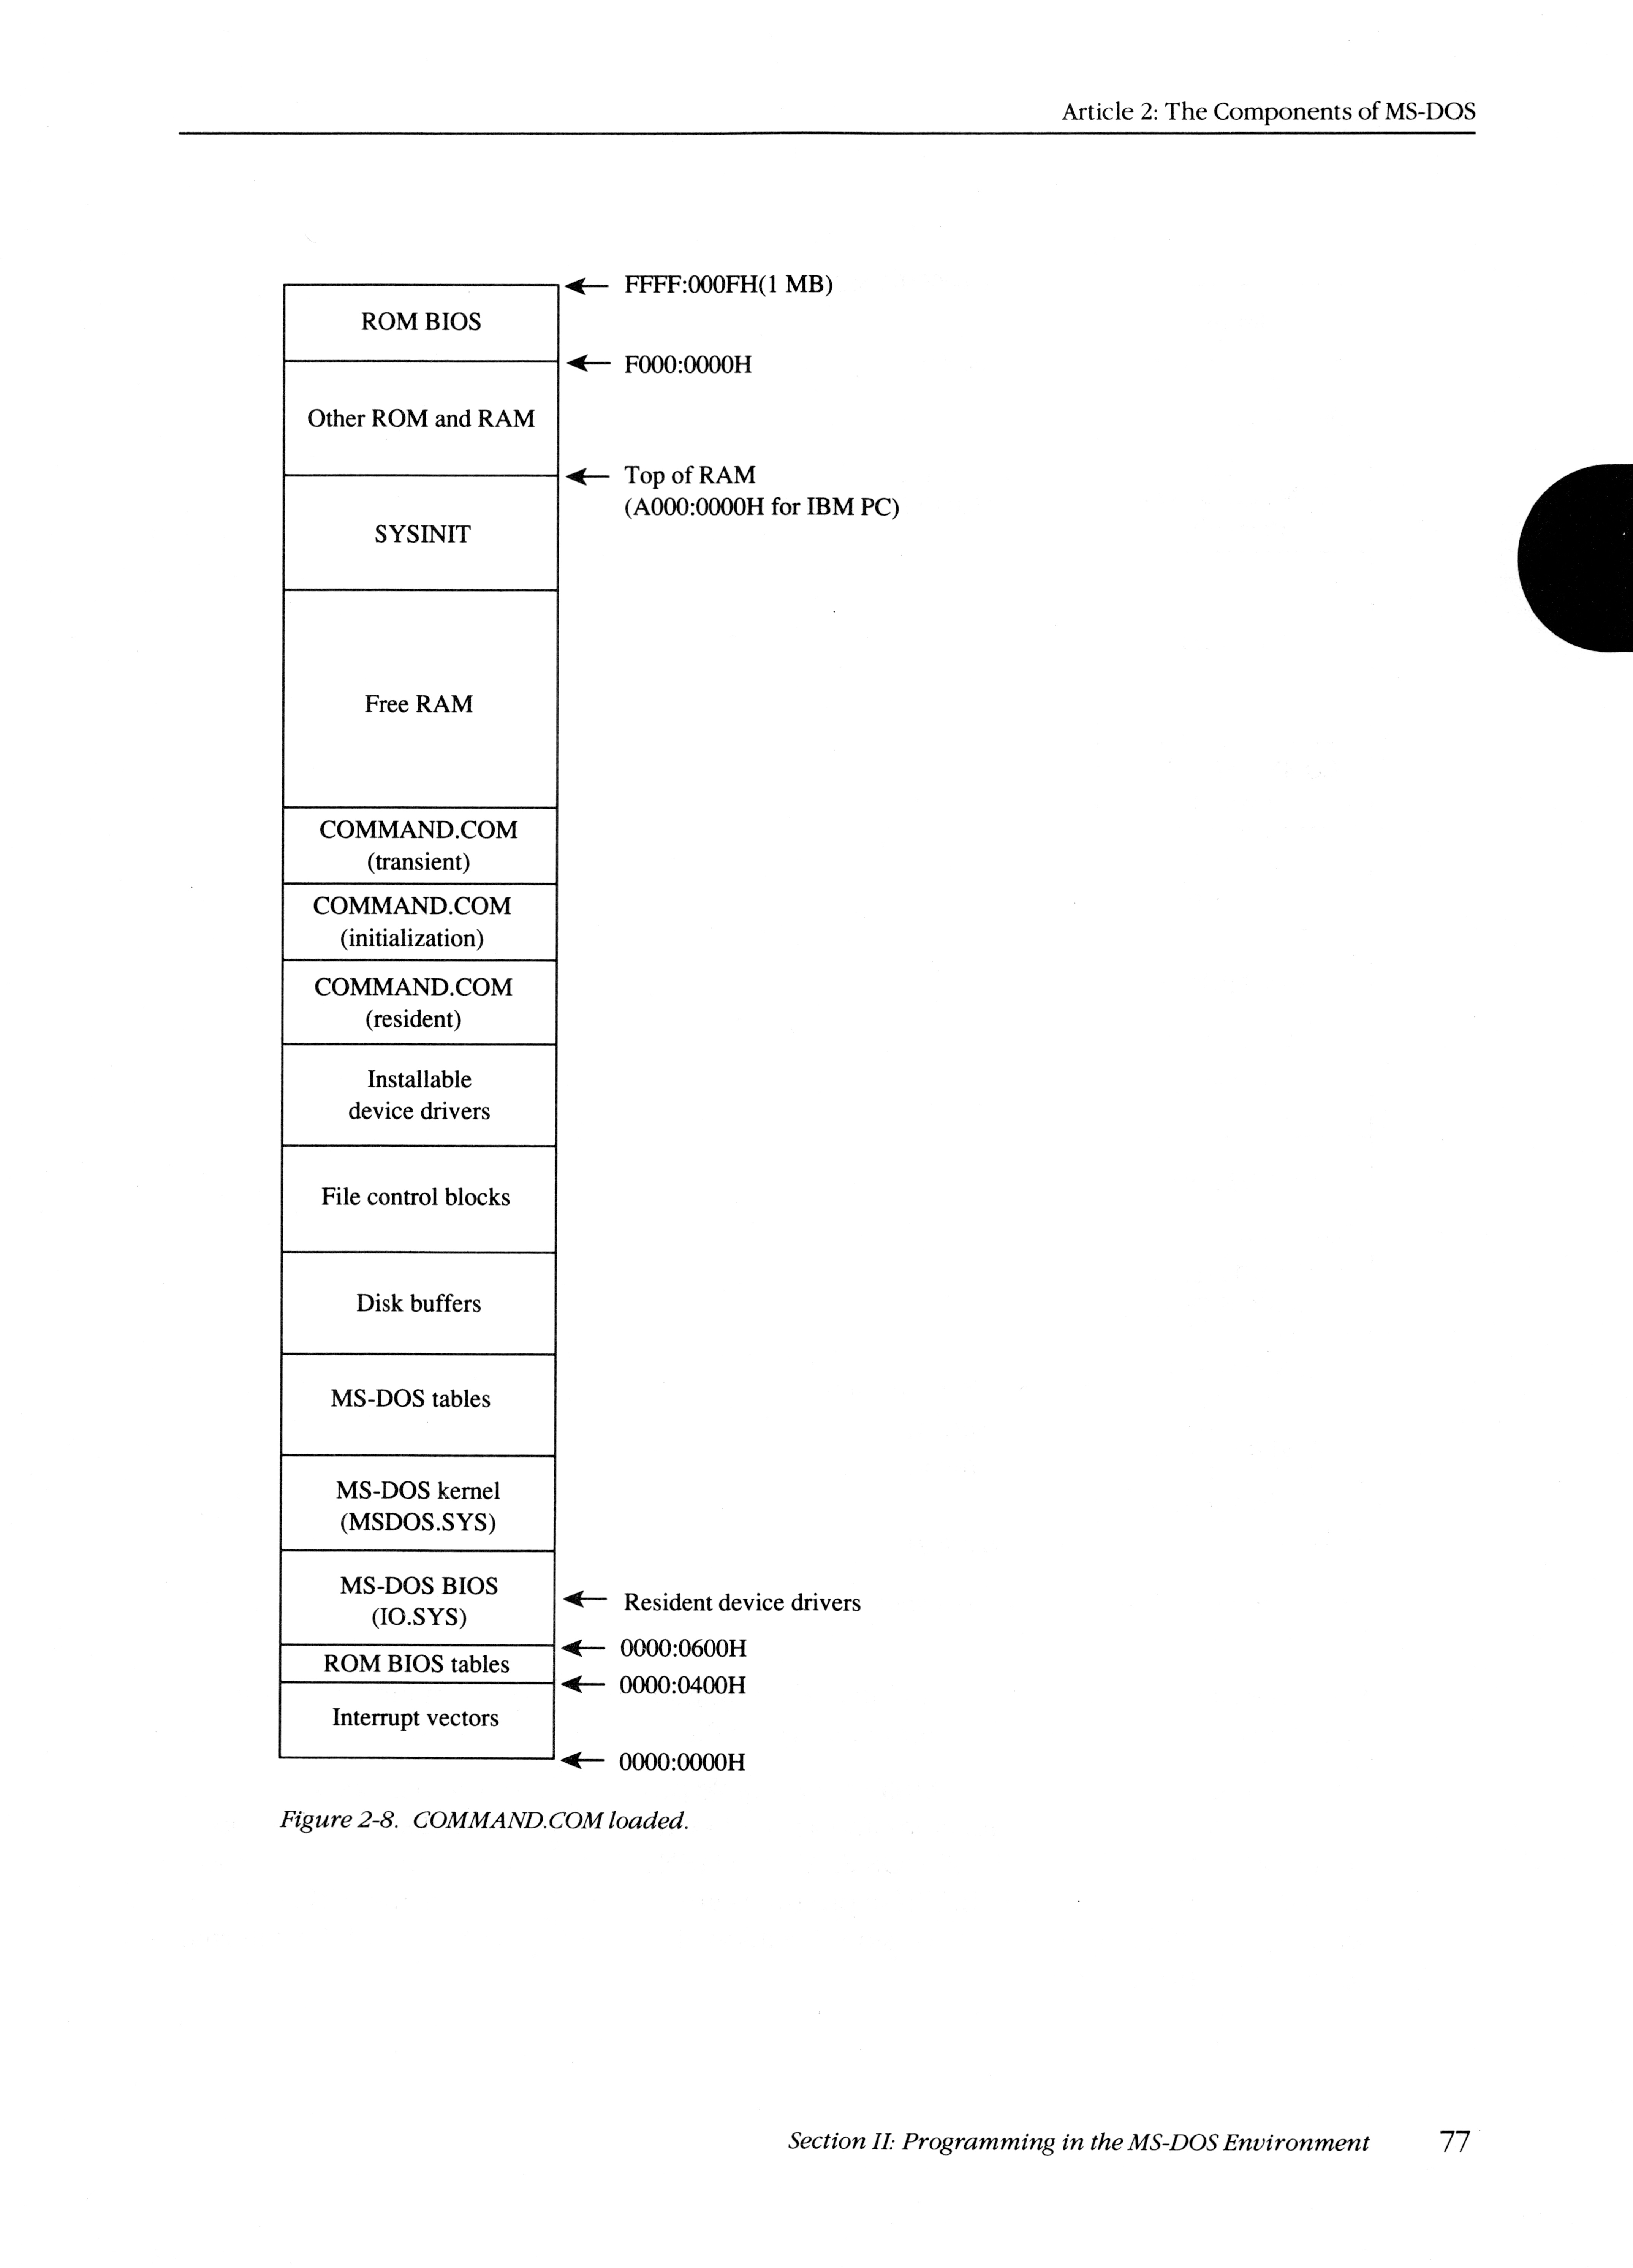 Article 2: The Components of MS-DOS
FFFF:000FH(1 MB)
ROM BIOS
F000:0000H
Other ROM and RAM
Top of RAM
(A000:0000H for IBM PC)
SYSINIT
Free RAM
COMMAND.COM
(transient)
COMMAND.COM
(initialization)
COMMAND.COM
(resident)
Installable
device drivers
File control blocks
Disk buffers
MS-DOS tables
MS-DOS kernel
(MSDOS.SYS)
MS-DOS BIOS
(IO.SYS)
Resident device drivers
0000:0600H
ROM BIOS tables
0000:0400H
Interrupt vectors
0000:0000H
Figure 2-8. COMMAND.COM loaded.
Section II: Programming in the MS-DOS Environment 77